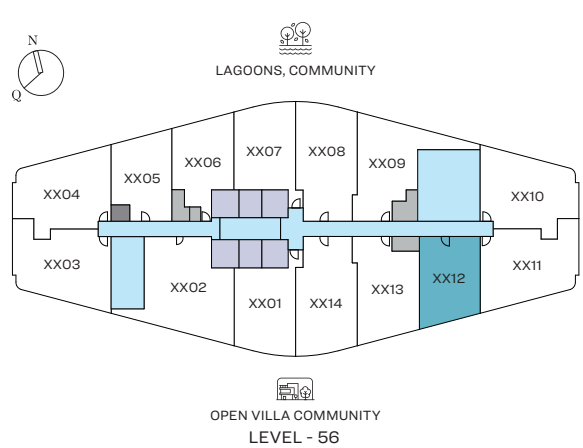 N
Q
LAGOONS, COMMUNITY
XX04
XX05
XX06
XX07
XX08
XX09
XX10
XX03
XX02
XX01
XX14
XX13
XX12
XX11
OPEN VILLA COMMUNITY
LEVEL - 56